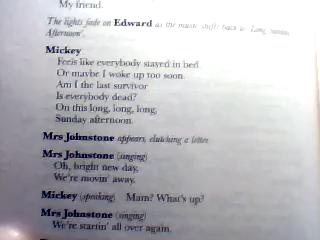 My friend.
The lights fade on Edward as the music shifts back to 'Long Sunday
Afternoon'.
Mickey
Feels like everybody stayed in bed
Or maybe I woke up too soon.
Am I the last survivor
Is everybody dead?
On this long, long, long,
Sunday afternoon.
Mrs Johnstone appears, clutching a letter
Mrs Johnstone (singing)
Oh, bright new day,
We're movin' away.
Mickey (speaking) Mam? What's up?
Mrs Johnstone (singing)
We're startin' all over again.